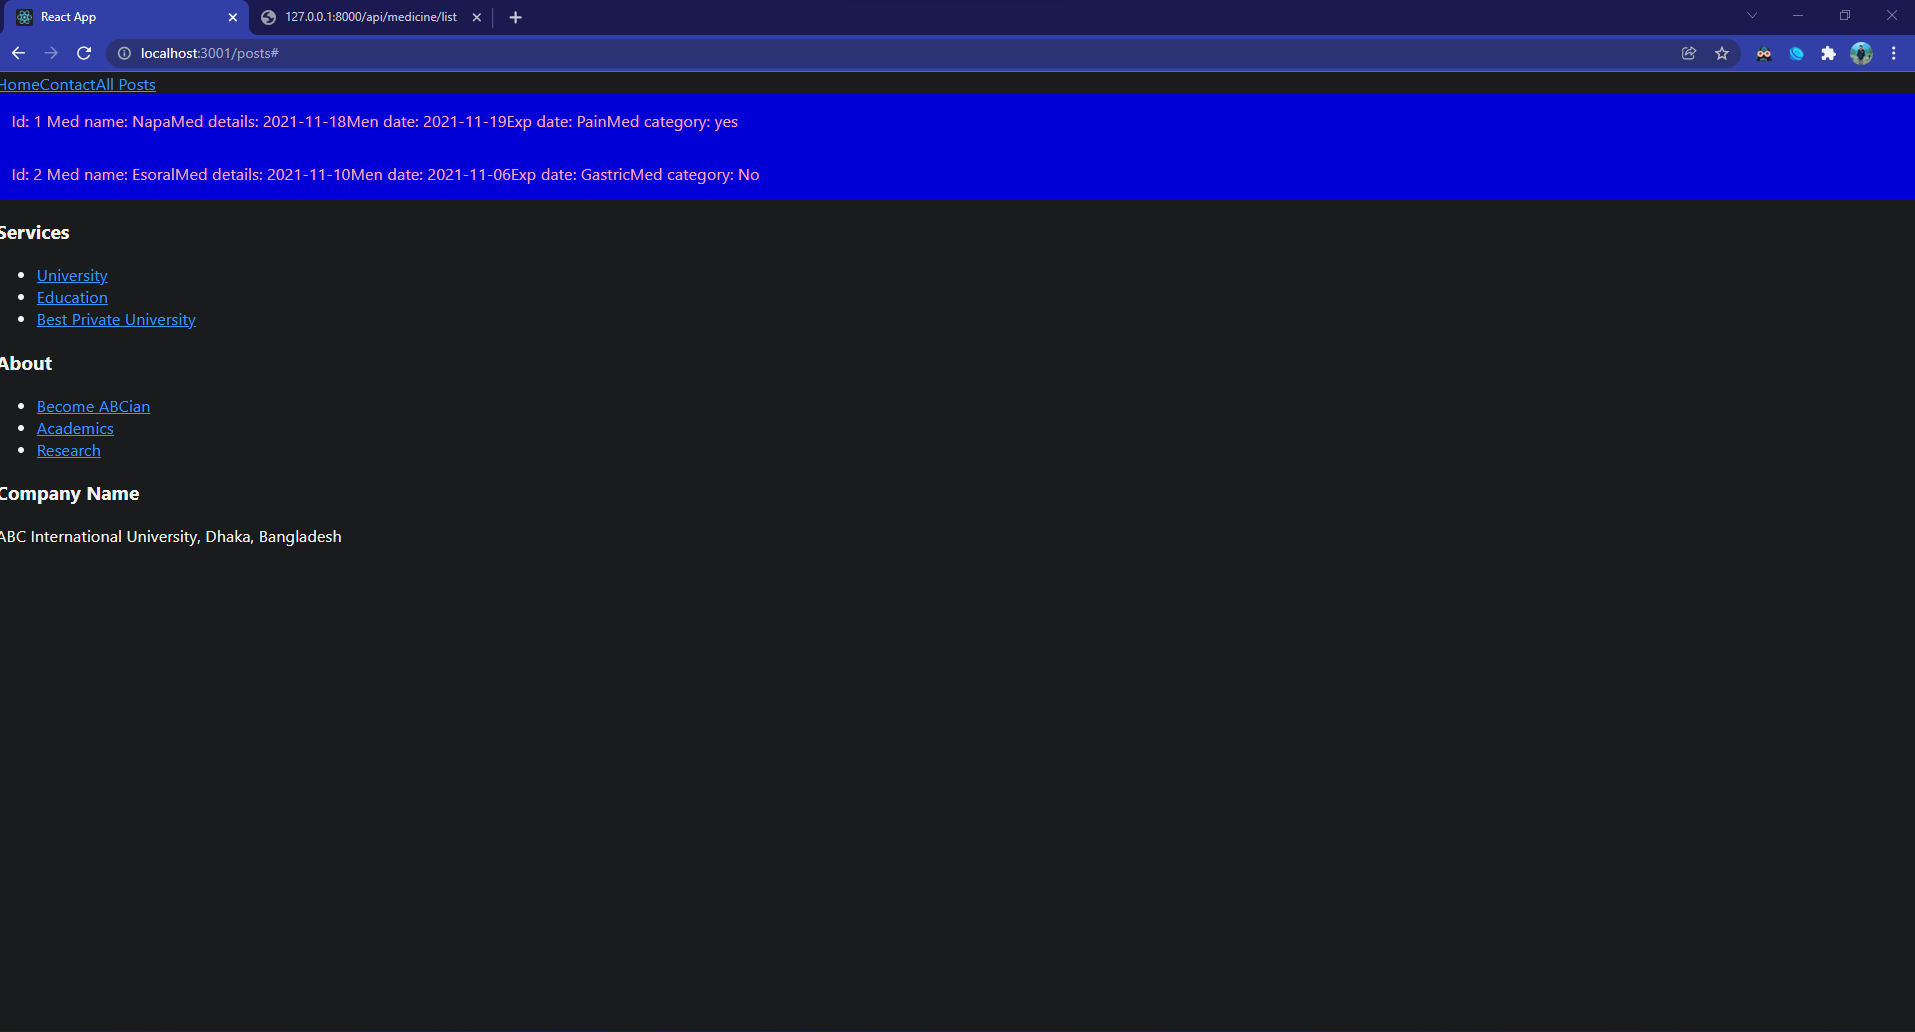 React App
127.0.0.1:8000/api/medicine/list
localhost:3001/posts#
HomeContactAll Posts
Id: 1 Med name: NapaMed details: 2021-11-18Men date: 2021-11-19Exp date: PainMed category: yes
Id: 2 Med name: EsoralMed details: 2021-11-10Men date: 2021-11-06Exp date: GastricMed category: No
Services
University
Education
Best Private University
About
Become ABCian
Academics
Research
Company Name
ABC International University, Dhaka, Bangladesh